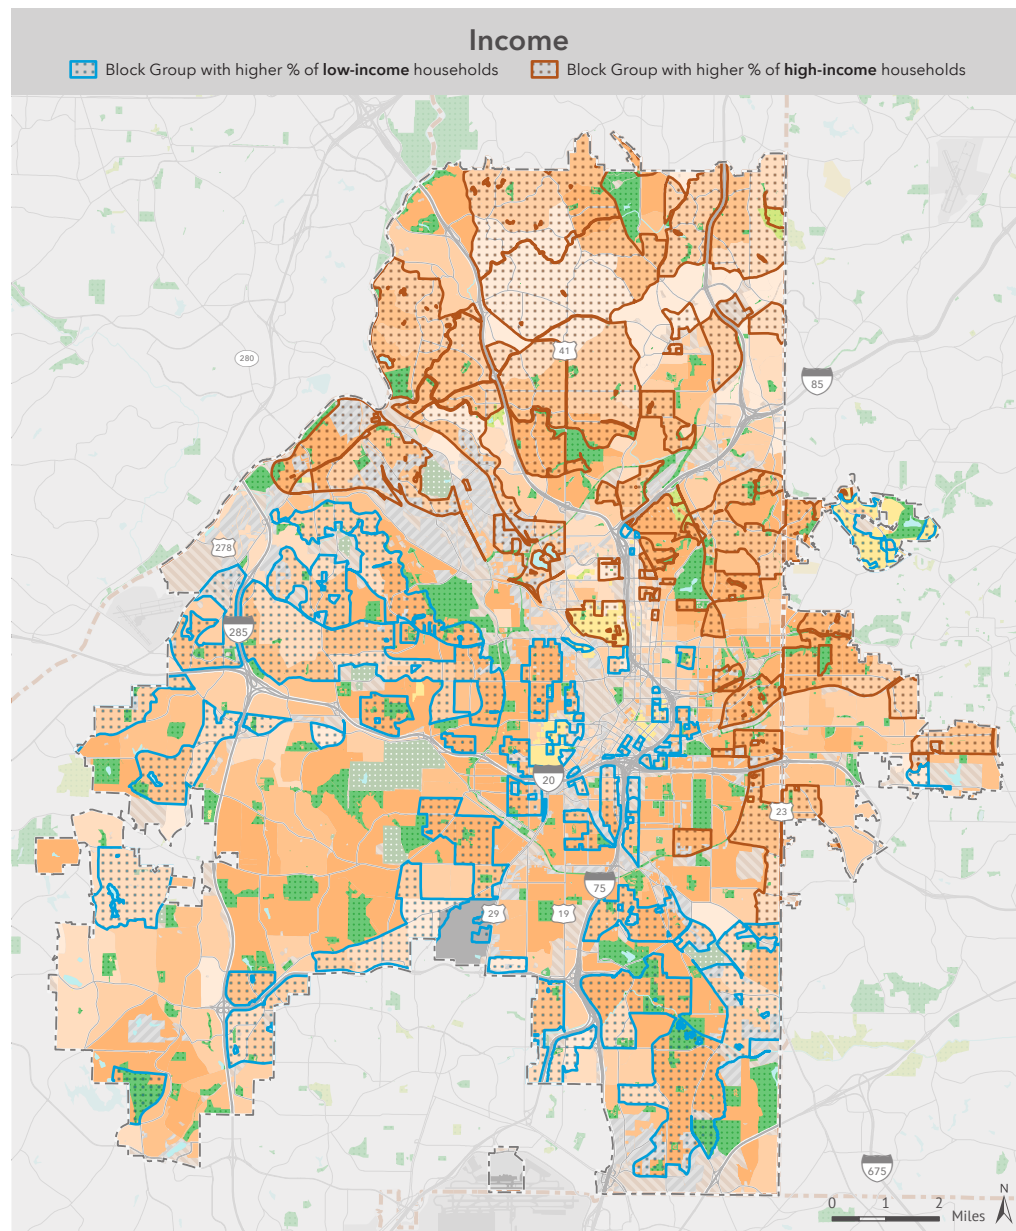 Income
Block Group with higher % of low-income households
Block Group with higher % of high-income households
280
41
85
278
285
20
23
75
29
19
675
0 1 2
Miles
N